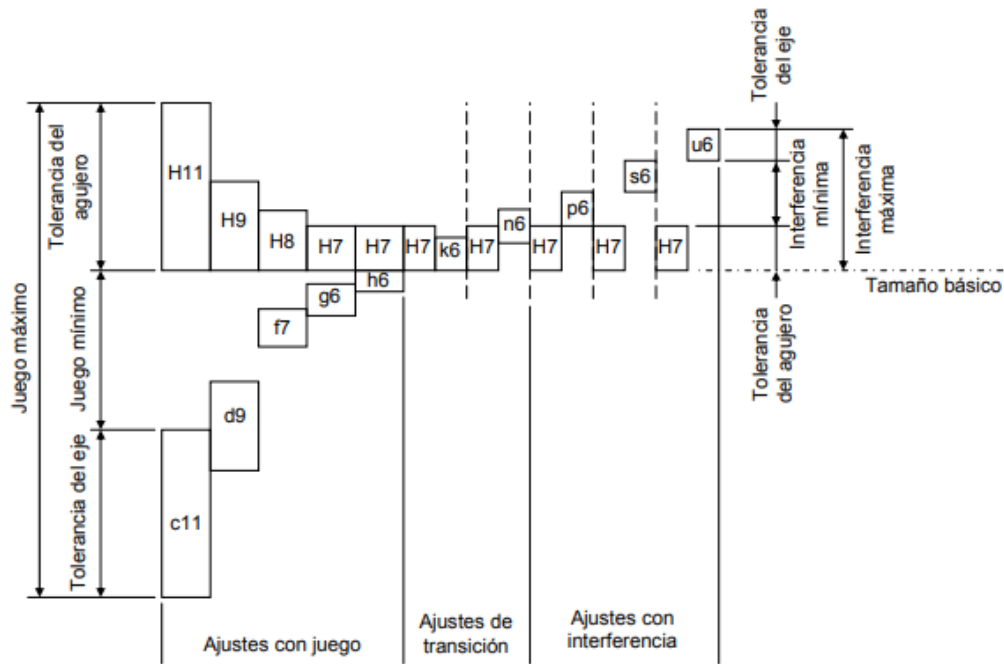 Tolerancia
del eje
Juego máximo
Tolerancia del
agujero
Juego mínimo
Tolerancia del eje
H11
H9
H8
H7
H7
H7
k6
H7
n6
H7
p6
H7
s6
H7
u6
h6
g6
f7
d9
c11
Interferencia
mínima
Interferencia
máxima
Tamaño básico
Tolerancia
del agujero
Ajustes con juego
Ajustes de
transición
Ajustes con
interferencia